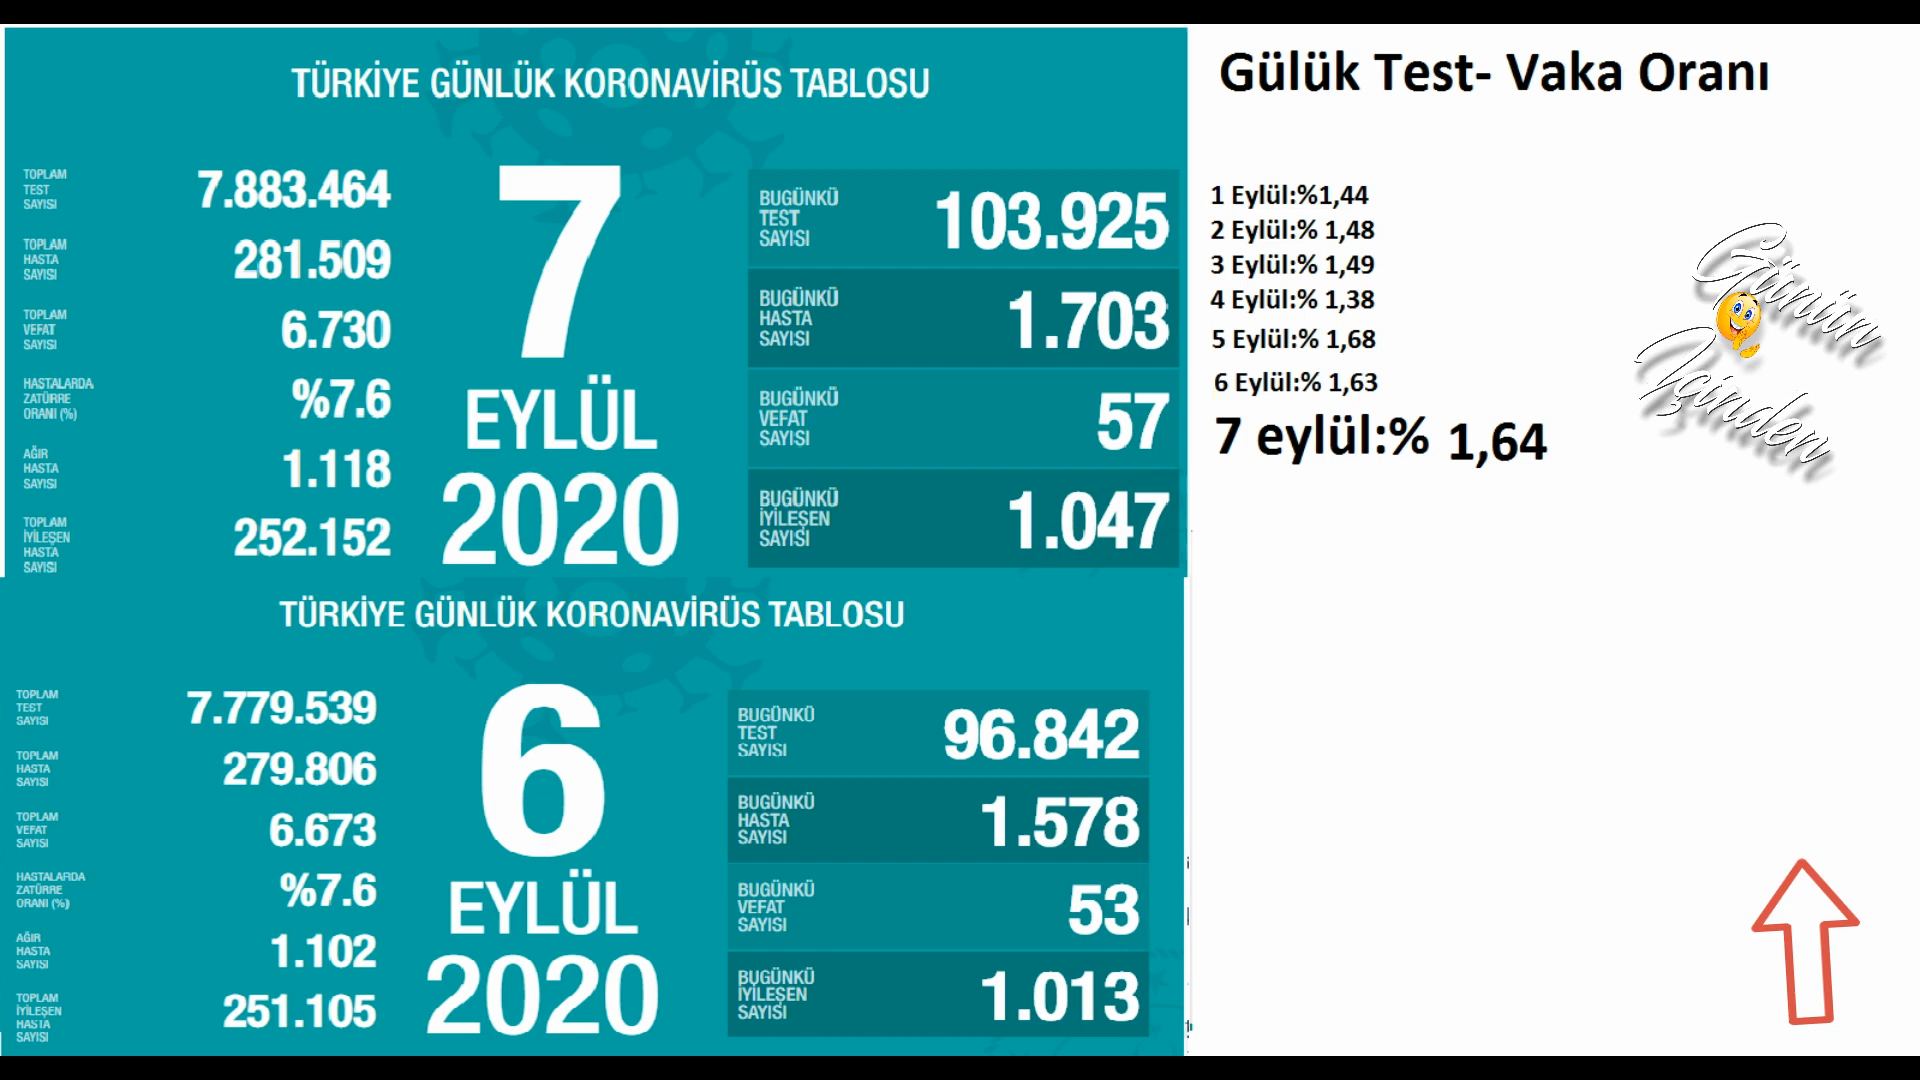 TÜRKİYE GÜNLÜK KORONAVİRÜS TABLOSU
TOPLAM
TEST
SAYISI
7.883.464
TOPLAM
HASTA
SAYISI
281.509
TOPLAM
VEFAT
SAYISI
6.730
HASTALARDA
ZATÜRRE
ORANI (%)
%7.6
AĞIR
HASTA
SAYISI
1.118
TOPLAM
İYİLEŞEN
HASTA
SAYISI
252.152
7
EYLÜL
2020
BUGÜNKÜ
TEST
SAYISI
103.925
BUGÜNKÜ
HASTA
SAYISI
1.703
BUGÜNKÜ
VEFAT
SAYISI
57
BUGÜNKÜ
İYİLEŞEN
SAYISI
1.047
TÜRKİYE GÜNLÜK KORONAVİRÜS TABLOSU
TOPLAM
TEST
SAYISI
7.779.539
TOPLAM
HASTA
SAYISI
279.806
TOPLAM
VEFAT
SAYISI
6.673
HASTALARDA
ZATÜRRE
ORANI (%)
%7.6
AĞIR
HASTA
SAYISI
1.102
TOPLAM
İYİLEŞEN
HASTA
SAYISI
251.105
6
EYLÜL
2020
BUGÜNKÜ
TEST
SAYISI
96.842
BUGÜNKÜ
HASTA
SAYISI
1.578
BUGÜNKÜ
VEFAT
SAYISI
53
BUGÜNKÜ
İYİLEŞEN
SAYISI
1.013
Gülük Test- Vaka Oranı
1 Eylül:%1,44
2 Eylül:% 1,48
3 Eylül:% 1,49
4 Eylül:% 1,38
5 Eylül:% 1,68
6 Eylül:% 1,63
7 eylül:% 1,64
Günün
İçinden